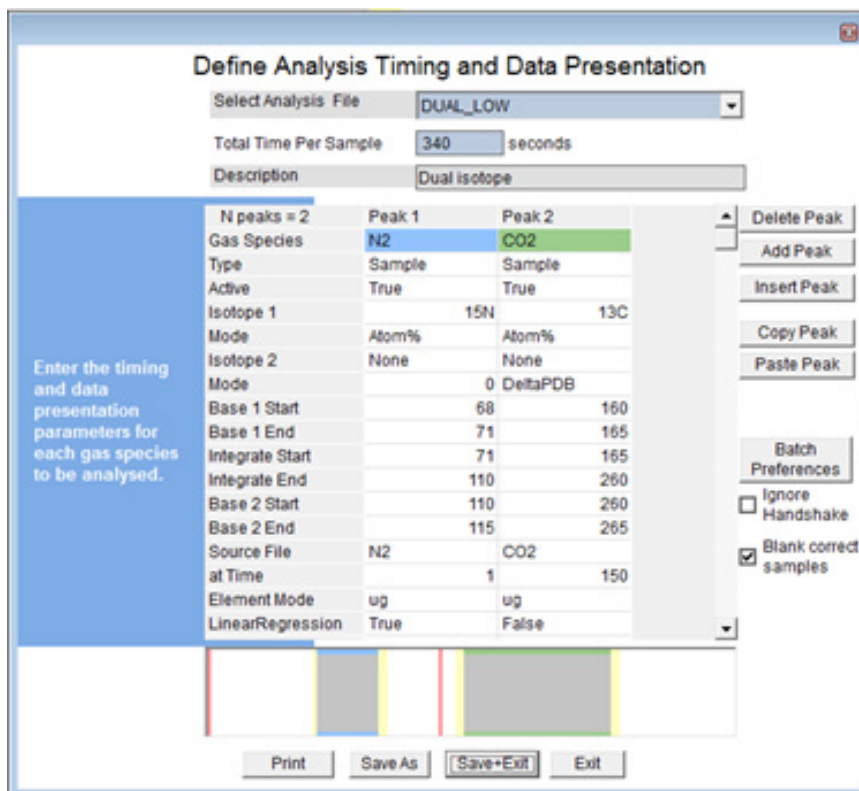 Define Analysis Timing and Data Presentation
Select Analysis File DUAL_LOW
Total Time Per Sample 340 seconds
Description Dual isotope
N peaks = 2 Peak 1 Peak 2
Gas Species N2 CO2
Type Sample Sample
Active True True
Isotope 1 15N 13C
Mode Atom% Atom%
Isotope 2 None None
Mode 0 DeltaPDB
Base 1 Start 68 160
Base 1 End 71 165
Integrate Start 71 165
Integrate End 110 260
Base 2 Start 110 260
Base 2 End 115 265
Source File N2 CO2
at Time 1 150
Element Mode ug ug
LinearRegression True False
Enter the timing
and data
presentation
parameters for
each gas species
to be analysed.
Delete Peak
Add Peak
Insert Peak
Copy Peak
Paste Peak
Batch
Preferences
Ignore
Handshake
Blank correct
samples
Print Save As Save+Exit Exit